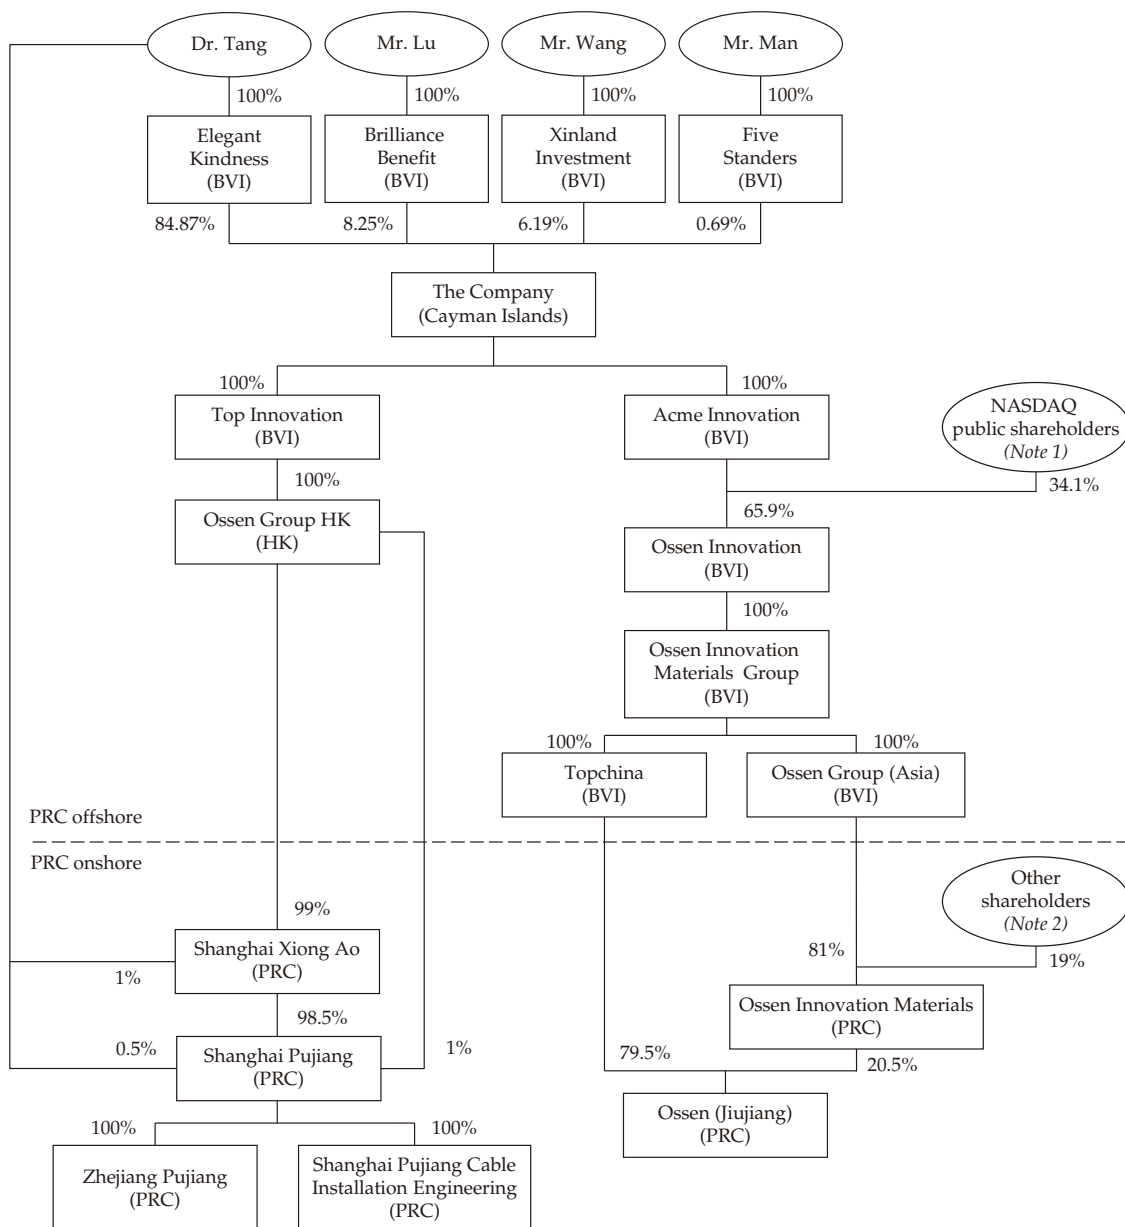 Dr. Tang
Mr. Lu
Mr. Wang
Mr. Man
100%
100%
100%
100%
Elegant
Kindness
(BVI)
Brilliance
Benefit
(BVI)
Xinland
Investment
(BVI)
Five
Standers
(BVI)
84.87%
8.25%
6.19%
0.69%
The Company
(Cayman Islands)
100%
100%
Top Innovation
(BVI)
Acme Innovation
(BVI)
NASDAQ
public shareholders
(Note 1)
100%
34.1%
65.9%
Ossen Group HK
(HK)
Ossen Innovation
(BVI)
100%
Ossen Innovation
Materials Group
(BVI)
100%
100%
Topchina
(BVI)
Ossen Group (Asia)
(BVI)
PRC offshore
PRC onshore
Other
shareholders
(Note 2)
99%
81%
19%
Shanghai Xiong Ao
(PRC)
1%
98.5%
Ossen Innovation Materials
(PRC)
0.5%
1%
Shanghai Pujiang
(PRC)
79.5%
20.5%
Ossen (Jiujiang)
(PRC)
100%
100%
Zhejiang Pujiang
(PRC)
Shanghai Pujiang Cable
Installation Engineering
(PRC)